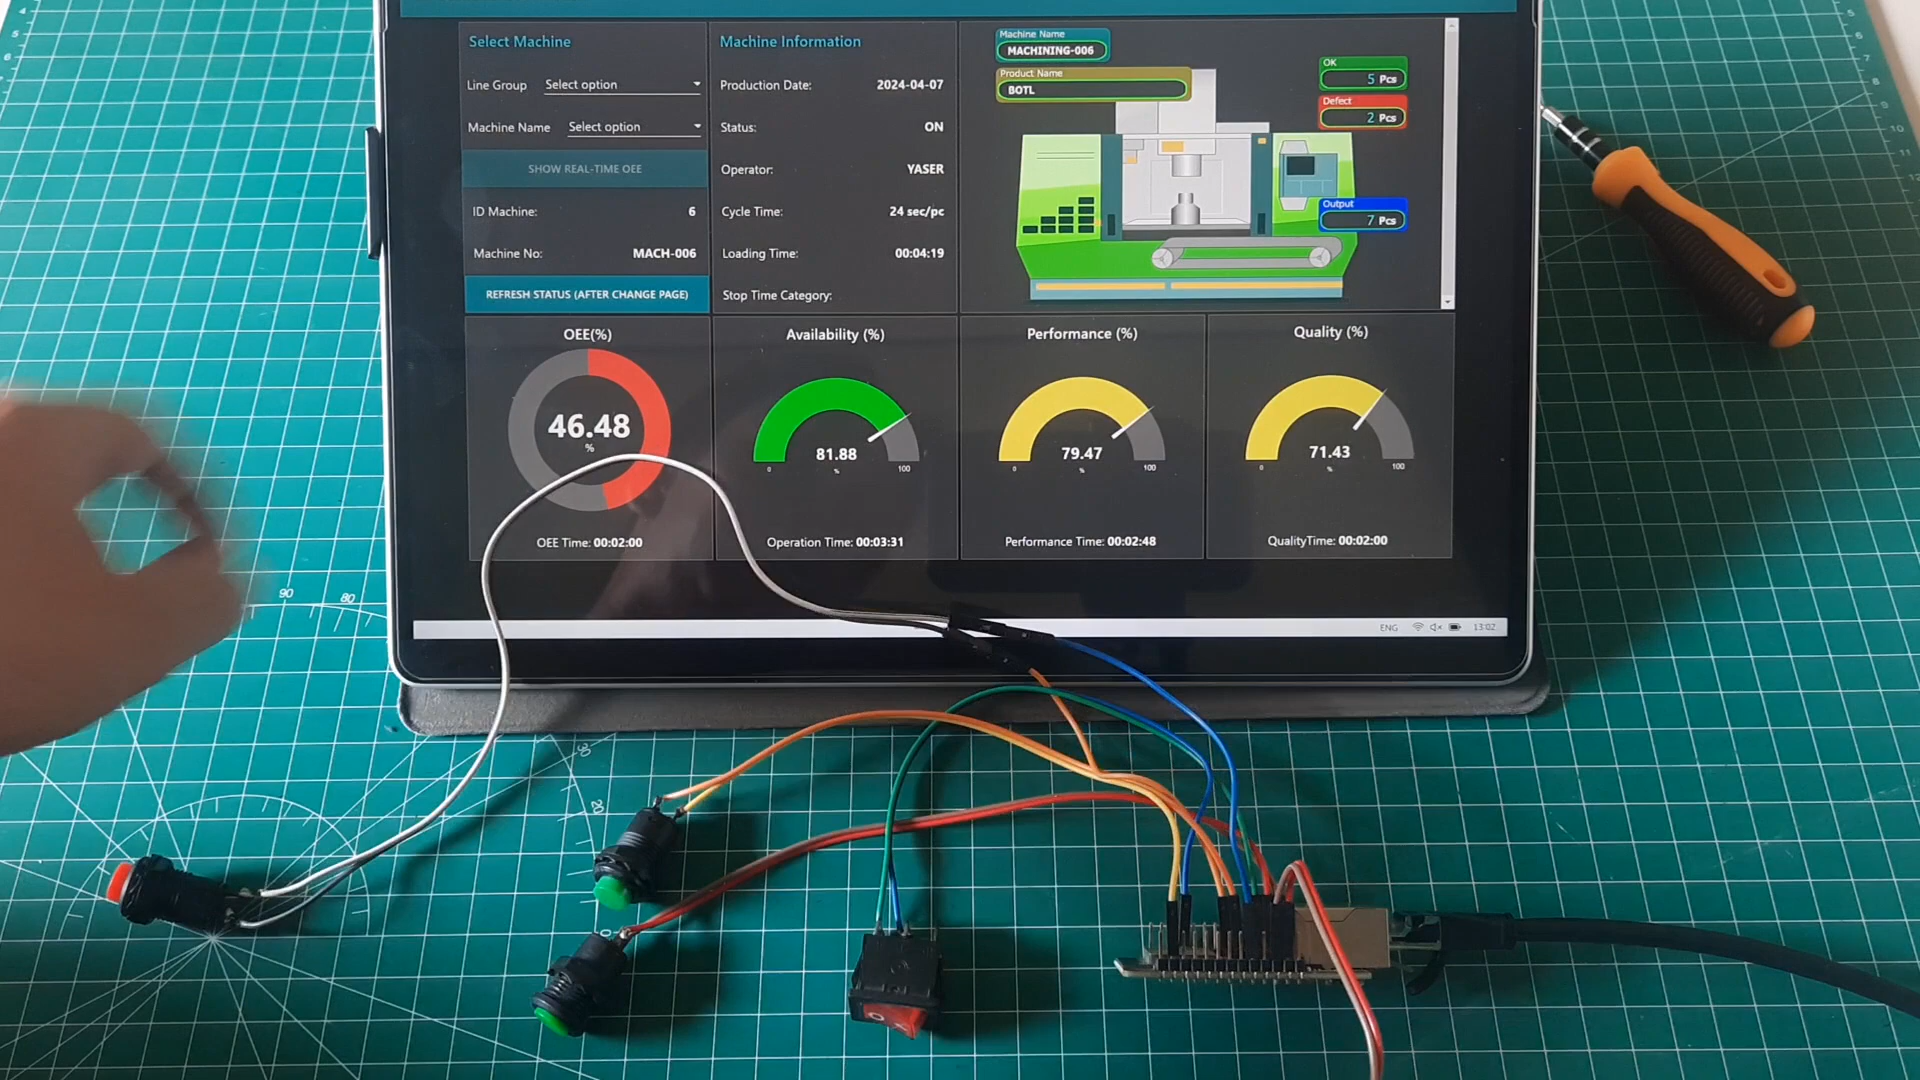 Select Machine
Line Group Select option
Machine Name Select option
SHOW REAL-TIME OEE
ID Machine: 6
Machine No: MACH-006
REFRESH STATUS (AFTER CHANGE PAGE)
Machine Information
Production Date: 2024-04-07
Status: ON
Operator: YASER
Cycle Time: 24 sec/pc
Loading Time: 00:04:19
Stop Time Category:
Machine Name
MACHINING-006
Product Name
BOTL
OK
5 Pcs
Defect
2 Pcs
Output
7 Pcs
OEE(%)
46.48
%
OEE Time: 00:02:00
Availability (%)
81.88
0 % 100
Operation Time: 00:03:31
Performance (%)
79.47
0 % 100
Performance Time: 00:02:48
Quality (%)
71.43
0 % 100
QualityTime: 00:02:00
ENG 13:02
90 80
30
20
0